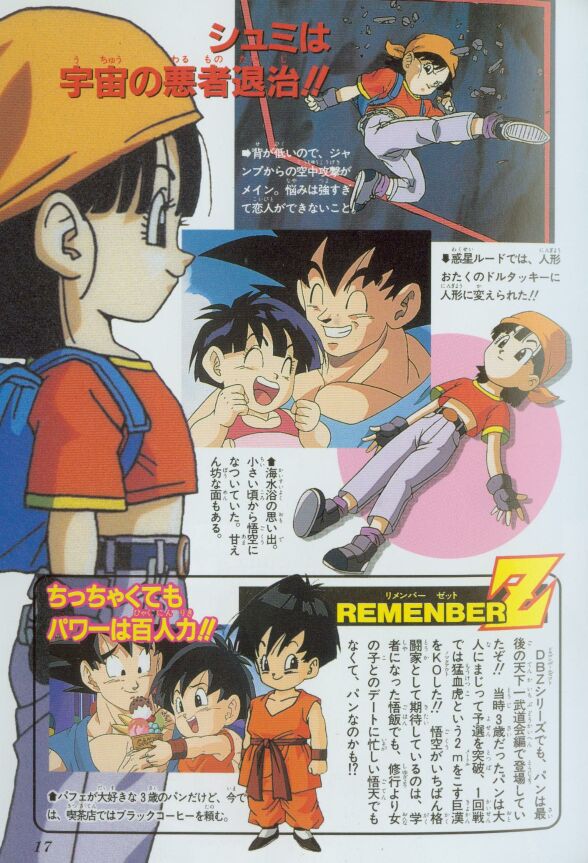 シュミは
宇宙の悪者退治!!
➡背が低いので、ジャ
ンプからの空中攻撃が
メイン。悩みは強すぎ
て恋人ができないこと
⬇惑星ルードでは、人形
おたくのドルタッキーに
人形に変えられた!!
⬆海水浴の思い出。
小さい頃から悟空に
なついていた。甘え
ん坊な面もある。
ちっちゃくても
パワーは百人力!!
リメンバー ゼット
REMENBER Z
DBZシリーズでも、パンは最
後の天下一武道会編で登場してい
たぞ!! 当時3歳だった、パンは大
人にまじって予選を突破、1回戦
では猛血虎という2mをこす巨漢
をKOした!! 悟空がいちばん格
闘家として期待しているのは、学
者になった悟飯でも、修行より女
の子とのデートに忙しい悟天でも
なくて、パンなのかも!?
⬆パフェが大好きな3歳のパンだけど、今で
は、喫茶店ではブラックコーヒーを頼む。
17